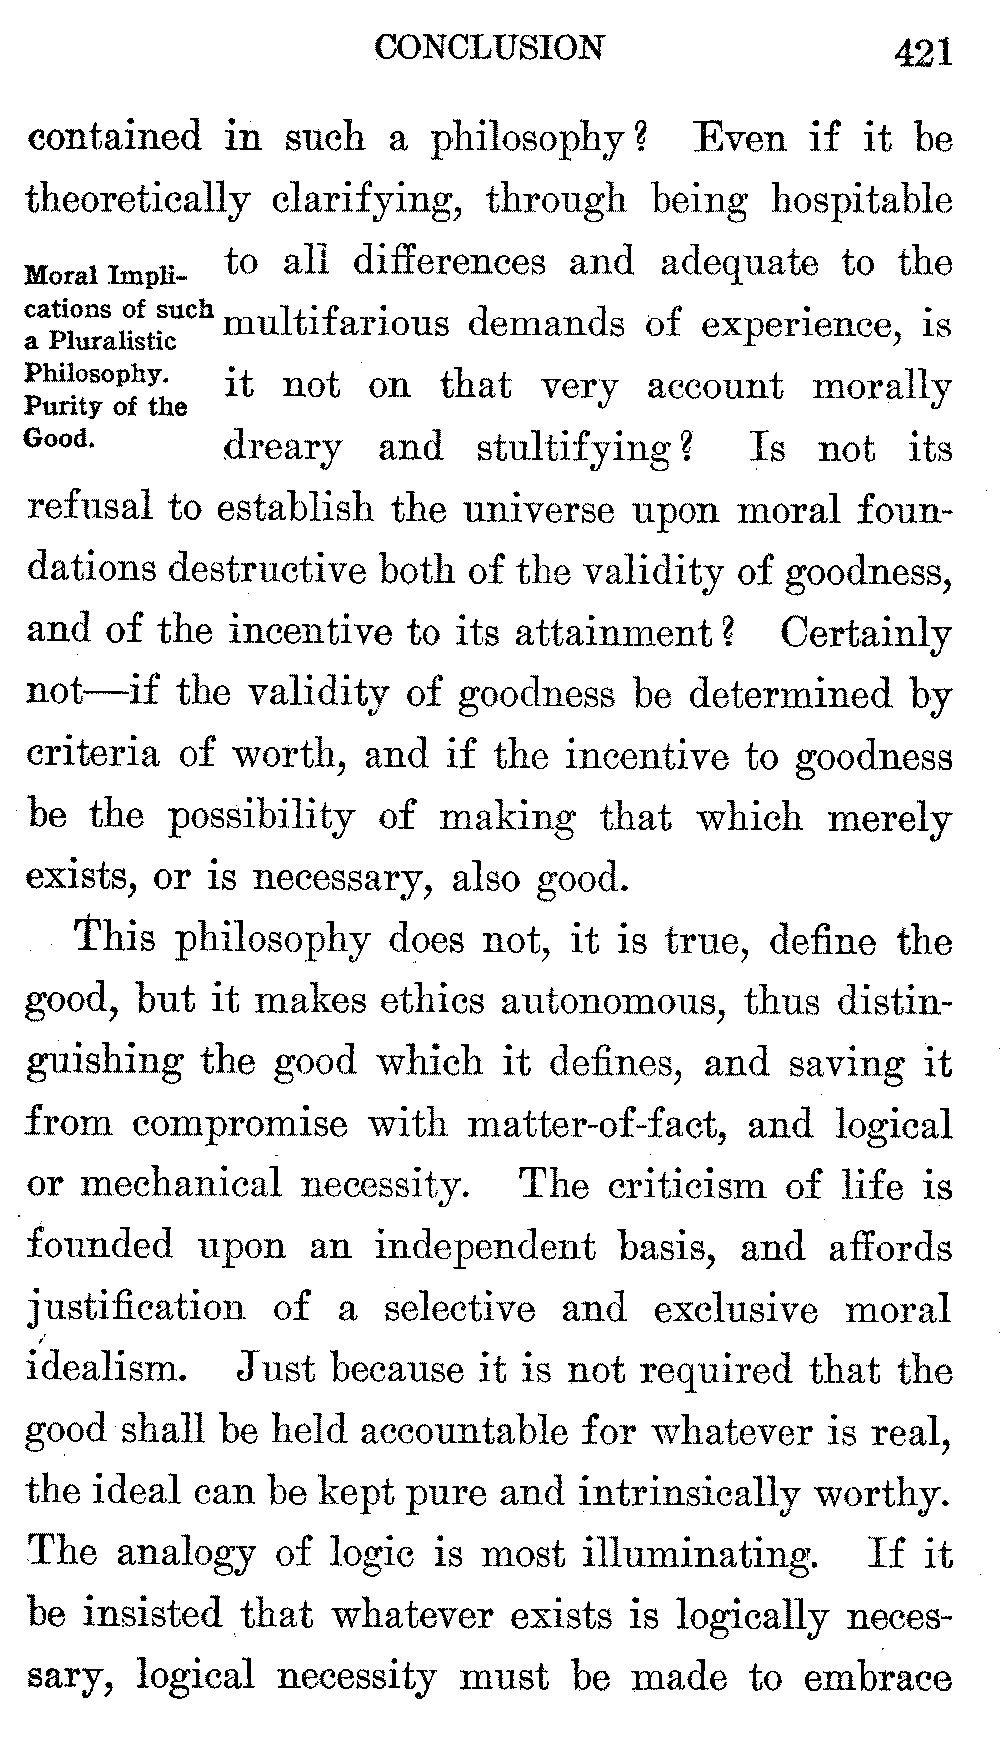 CONCLUSION 421
contained in such a philosophy? Even if it be
theoretically clarifying, through being hospitable
Moral Impli-
cations of such
a Pluralistic
Philosophy.
Purity of the
Good.
to all differences and adequate to the
multifarious demands of experience, is
it not on that very account morally
dreary and stultifying? Is not its
refusal to establish the universe upon moral foun-
dations destructive both of the validity of goodness,
and of the incentive to its attainment? Certainly
not—if the validity of goodness be determined by
criteria of worth, and if the incentive to goodness
be the possibility of making that which merely
exists, or is necessary, also good.
This philosophy does not, it is true, define the
good, but it makes ethics autonomous, thus distin-
guishing the good which it defines, and saving it
from compromise with matter-of-fact, and logical
or mechanical necessity. The criticism of life is
founded upon an independent basis, and affords
justification of a selective and exclusive moral
idealism. Just because it is not required that the
good shall be held accountable for whatever is real,
the ideal can be kept pure and intrinsically worthy.
The analogy of logic is most illuminating. If it
be insisted that whatever exists is logically neces-
sary, logical necessity must be made to embrace